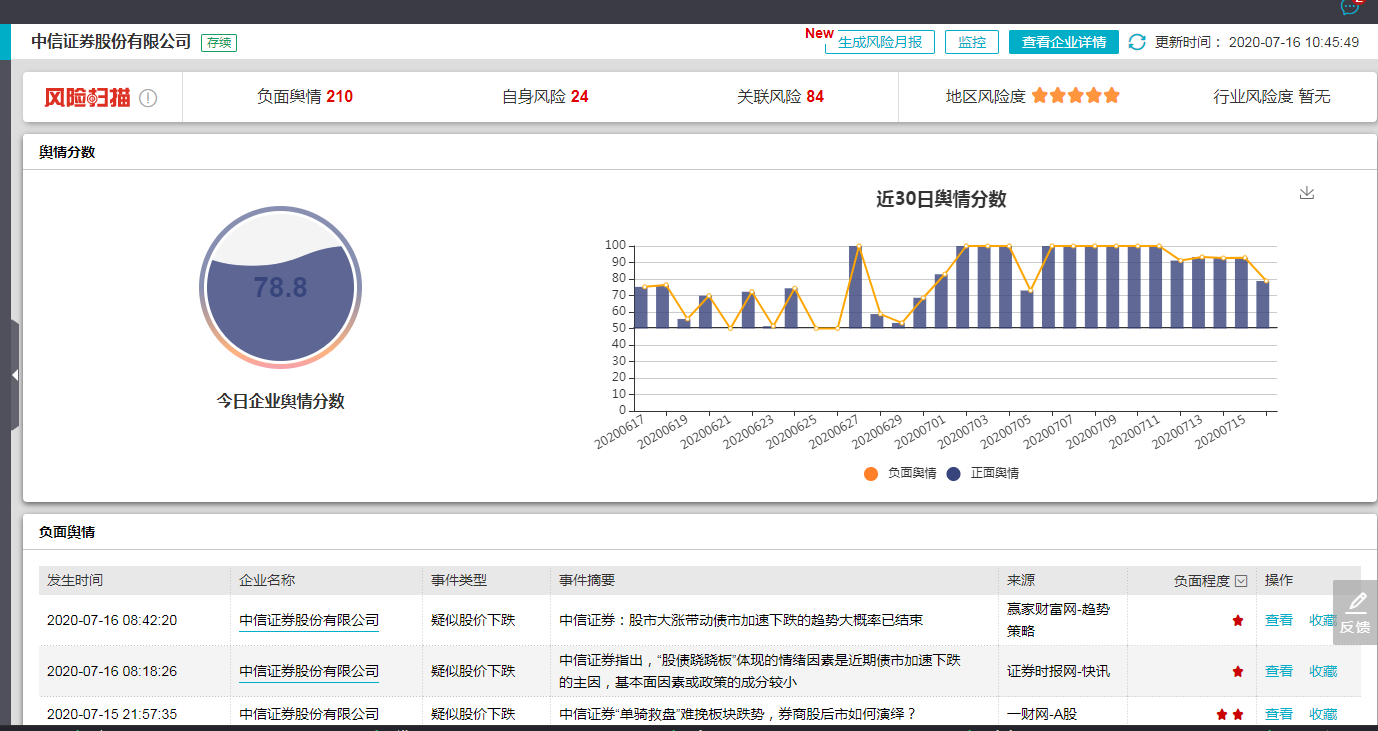 2
中信证券股份有限公司 存续 New 生成风险月报 监控 查看企业详情 更新时间： 2020-07-16 10:45:49
风险扫描 负面舆情 210 自身风险 24 关联风险 84 地区风险度 行业风险度 暂无
舆情分数
近30日舆情分数
78.8
今日企业舆情分数
100
90
80
70
60
50
40
30
20
10
0
20200617 20200619 20200621 20200623 20200625 20200627 20200629 20200701 20200703 20200705 20200707 20200709 20200711 20200713 20200715
负面舆情 正面舆情
负面舆情
发生时间 企业名称 事件类型 事件摘要 来源 负面程度 操作
2020-07-16 08:42:20 中信证券股份有限公司 疑似股价下跌 中信证券：股市大涨带动债市加速下跌的趋势大概率已结束 赢家财富网-趋势 查看 收藏
策略
反馈
2020-07-16 08:18:26 中信证券股份有限公司 疑似股价下跌 中信证券指出，“股债跷跷板”体现的情绪因素是近期债市加速下跌 证券时报网-快讯 查看 收藏
的主因，基本面因素或政策的成分较小
2020-07-15 21:57:35 中信证券股份有限公司 疑似股价下跌 中信证券“单骑救盘”难挽板块跌势，券商股后市如何演绎？ 一财网-A股 查看 收藏